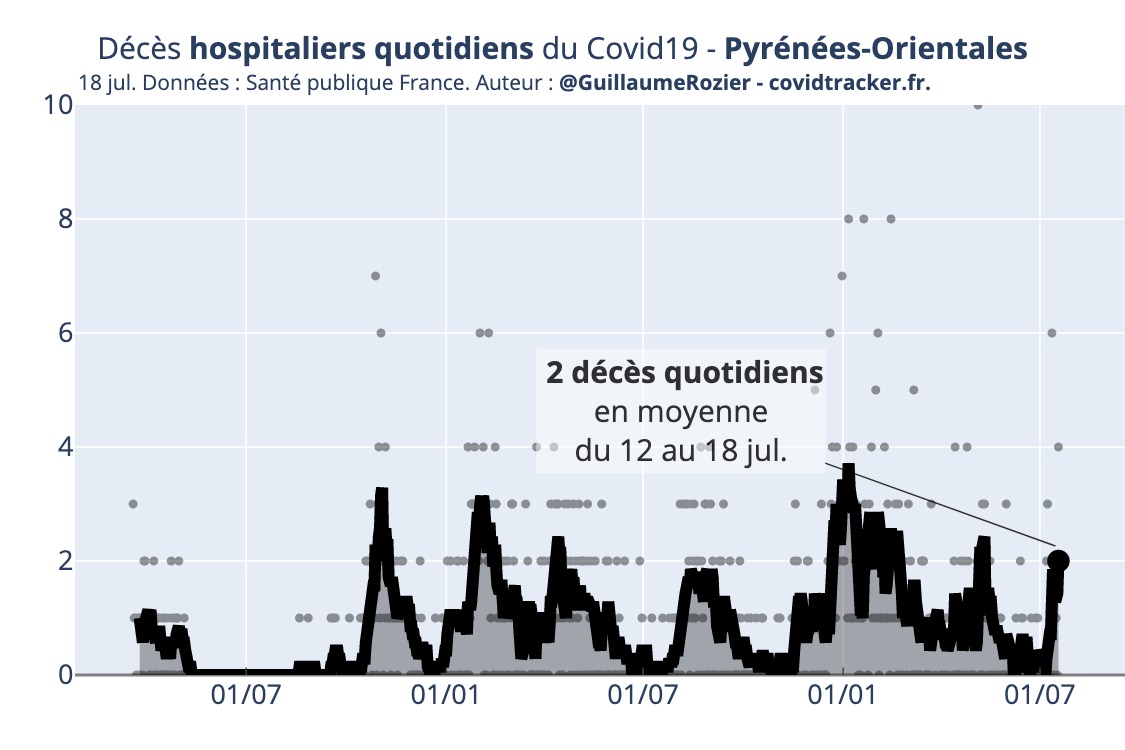 Décès hospitaliers quotidiens du Covid19 - Pyrénées-Orientales
18 jul. Données : Santé publique France. Auteur : @GuillaumeRozier - covidtracker.fr.
10
8
6
2 décès quotidiens
en moyenne
du 12 au 18 jul.
4
2
0
01/07 01/01 01/07 01/01 01/07